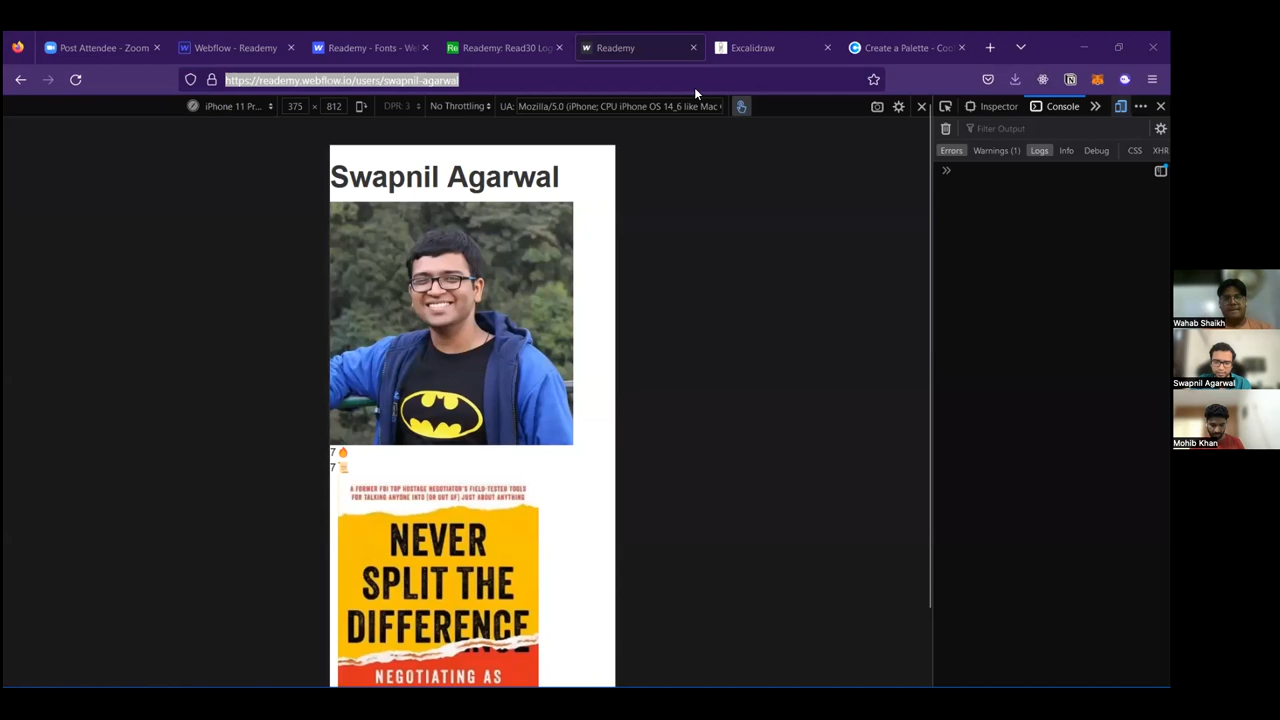 Post Attendee - Zoom
Webflow - Reademy
Reademy - Fonts - We
Reademy: Read30 Log
Reademy
Excalidraw
Create a Palette - Coo
https://reademy.webflow.io/users/swapnil-agarwal
iPhone 11 Pr...
375 × 812
DPR: 3
No Throttling
UA: Mozilla/5.0 (iPhone; CPU iPhone OS 14_6 like Mac
Inspector
Console
Filter Output
Errors
Warnings (1)
Logs
Info
Debug
CSS
XHR
Swapnil Agarwal
7
7
A FORMER FBI TOP HOSTAGE NEGOTIATOR'S FIELD-TESTED TOOLS
FOR TALKING ANYONE INTO (OR OUT OF) JUST ABOUT ANYTHING
NEVER
SPLIT THE
DIFFERENCE
NEGOTIATING AS
Wahab Shaikh
Swapnil Agarwal
Mohib Khan